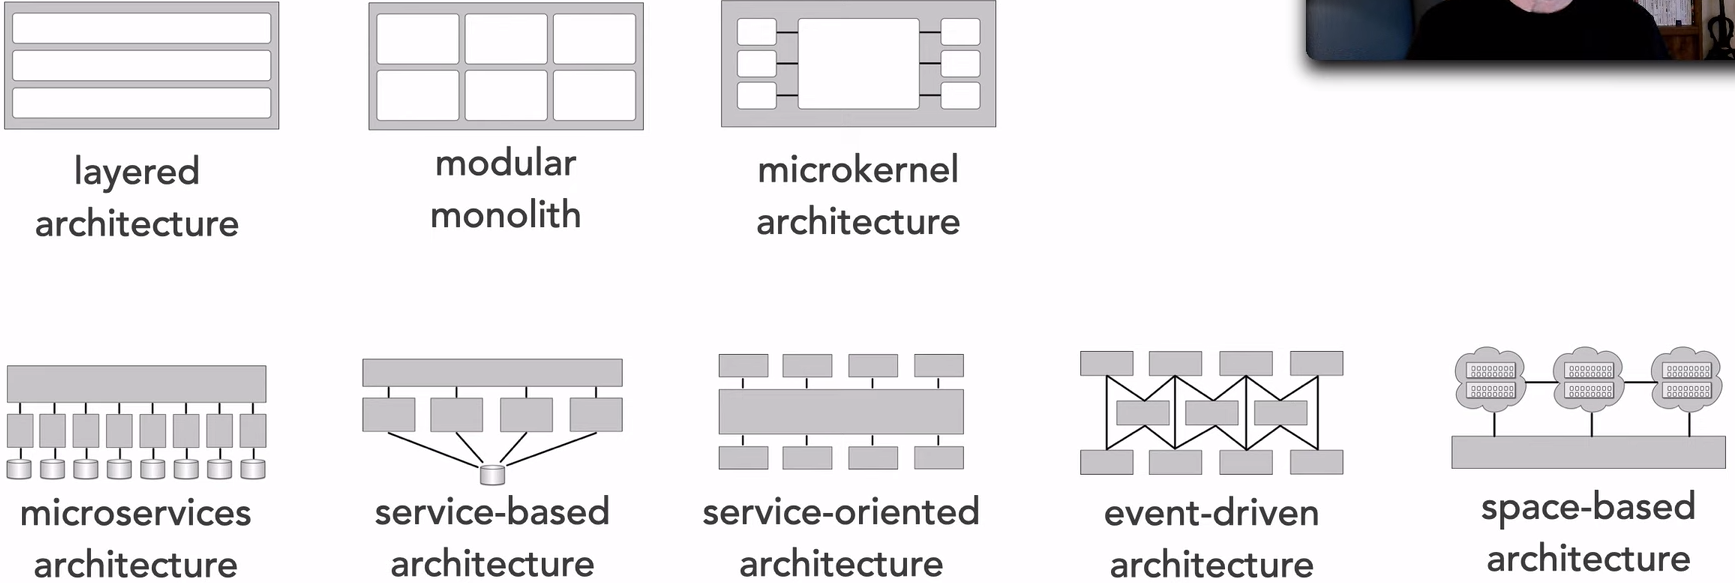 layered
architecture
modular
monolith
microkernel
architecture
microservices
architecture
service-based
architecture
service-oriented
architecture
event-driven
architecture
space-based
architecture